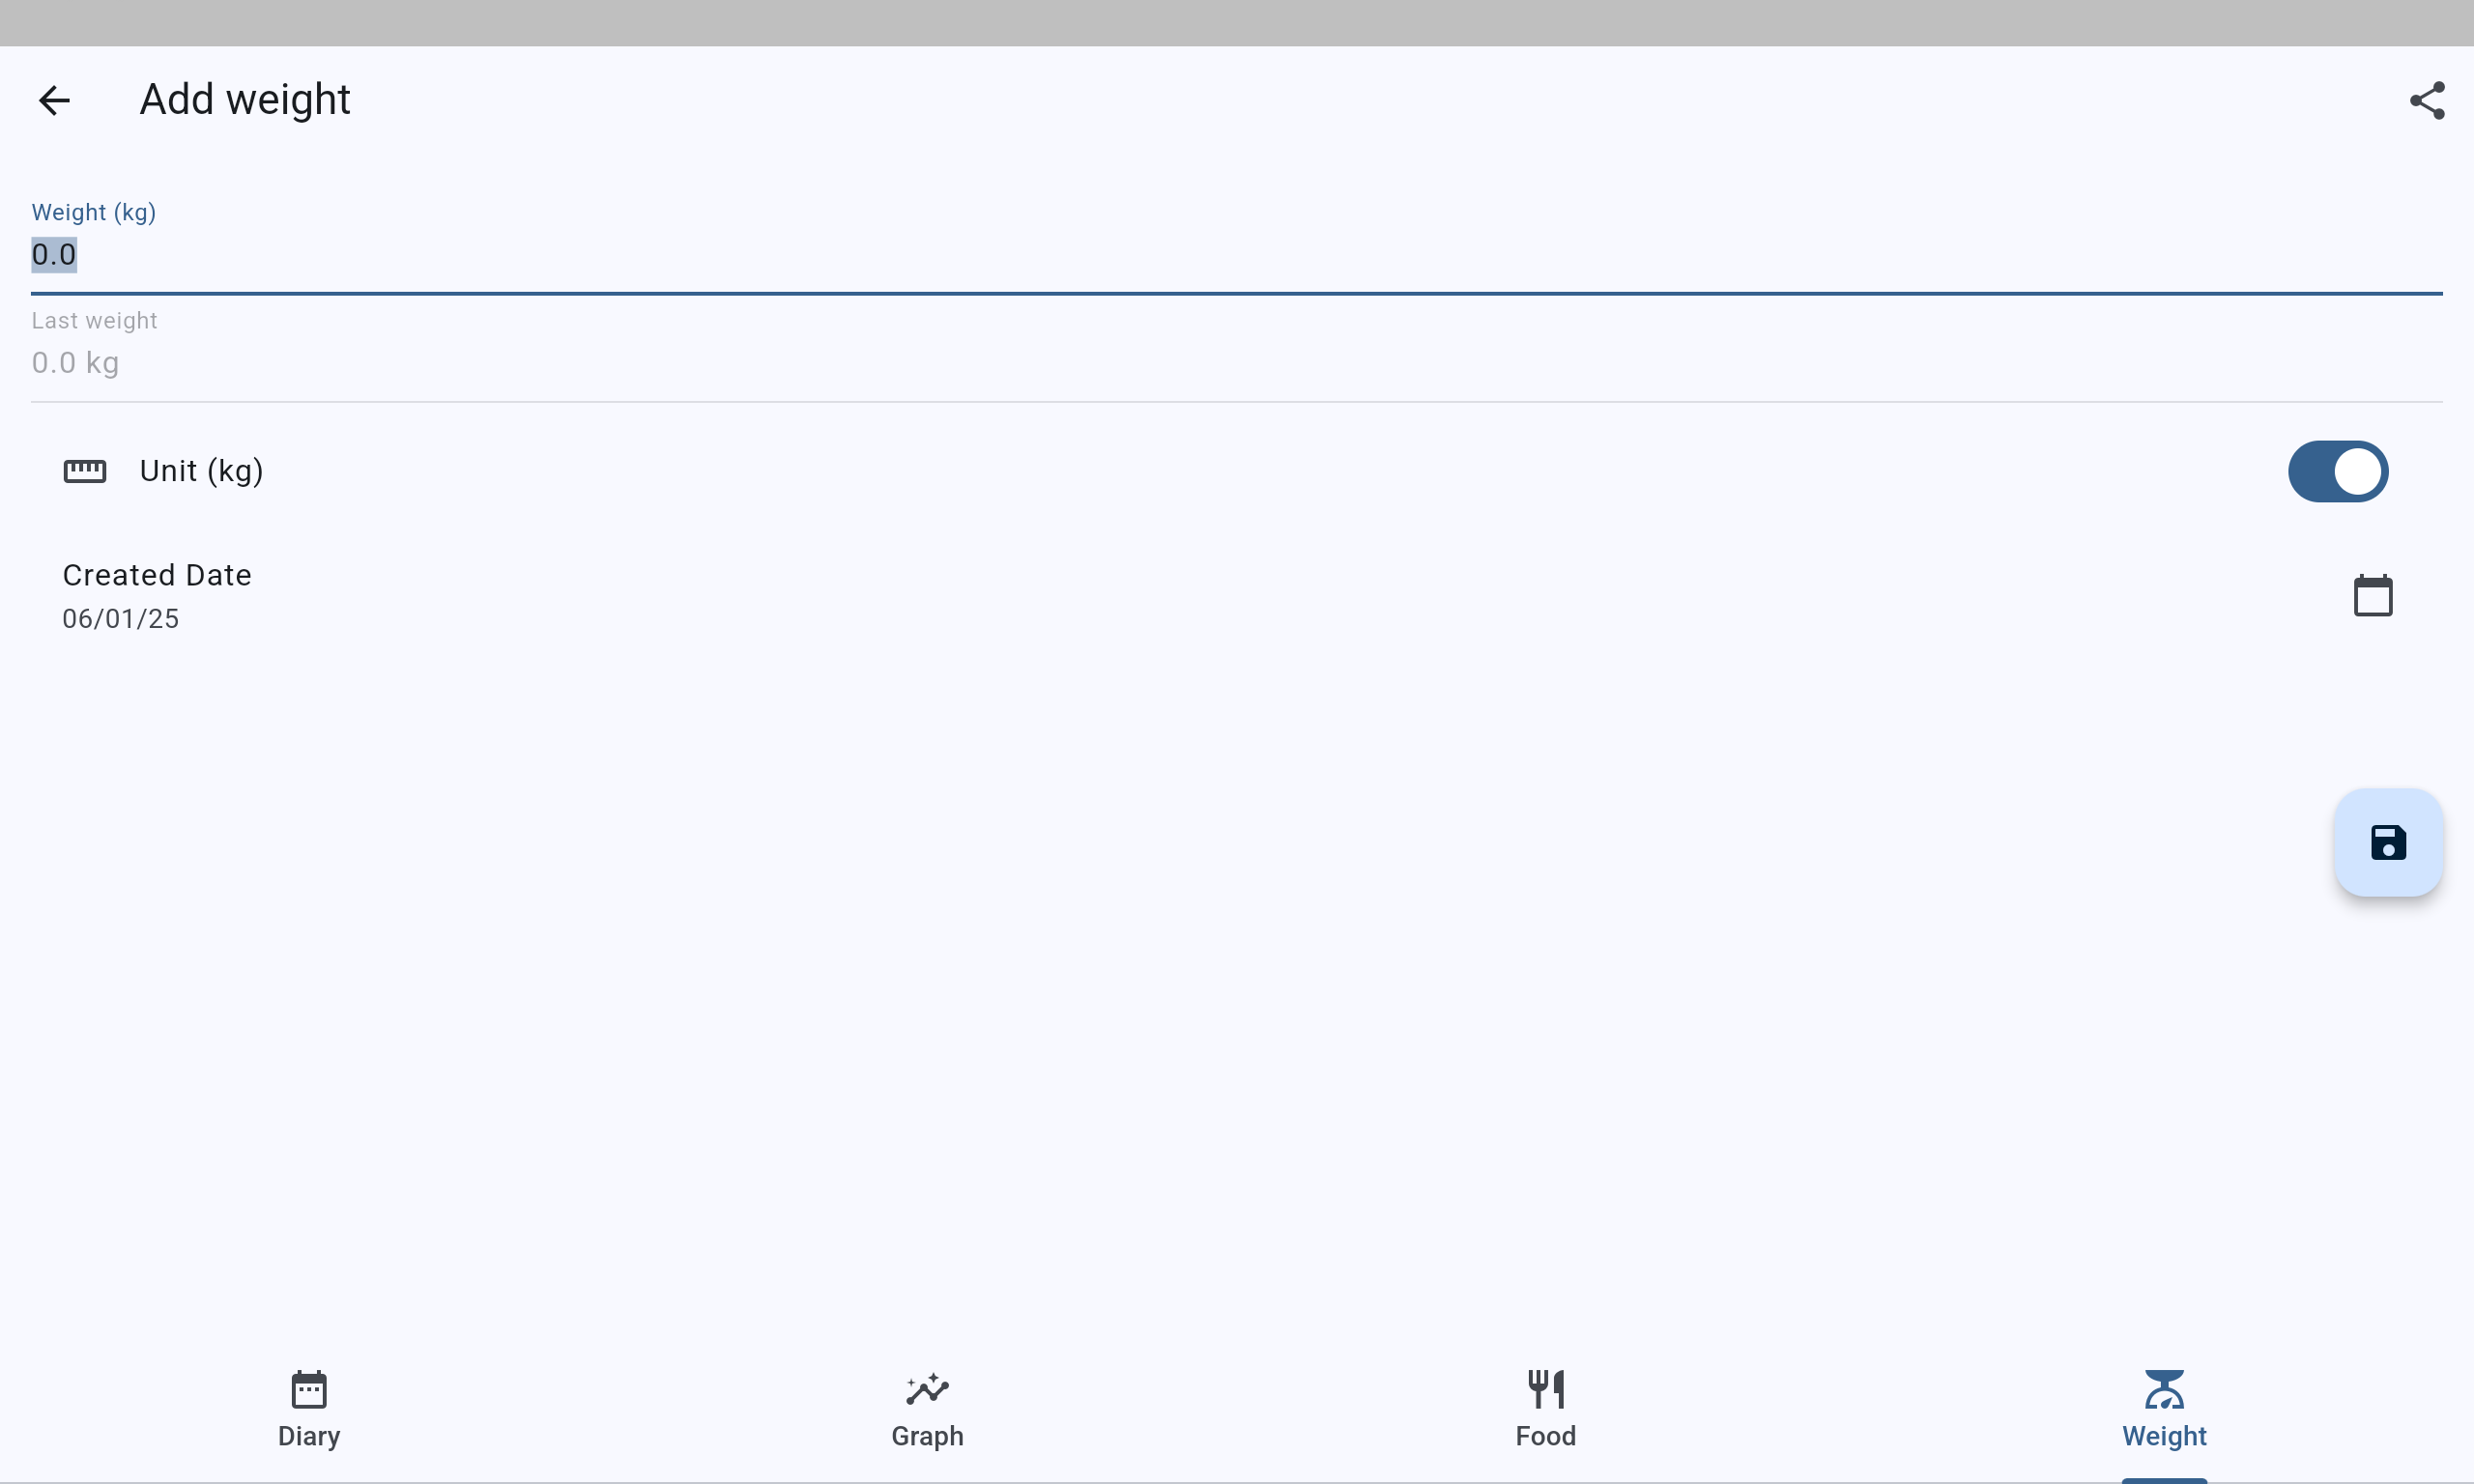 Add weight
Weight (kg)
0.0
Last weight
0.0 kg
Unit (kg)
Created Date
06/01/25
Diary
Graph
Food
Weight